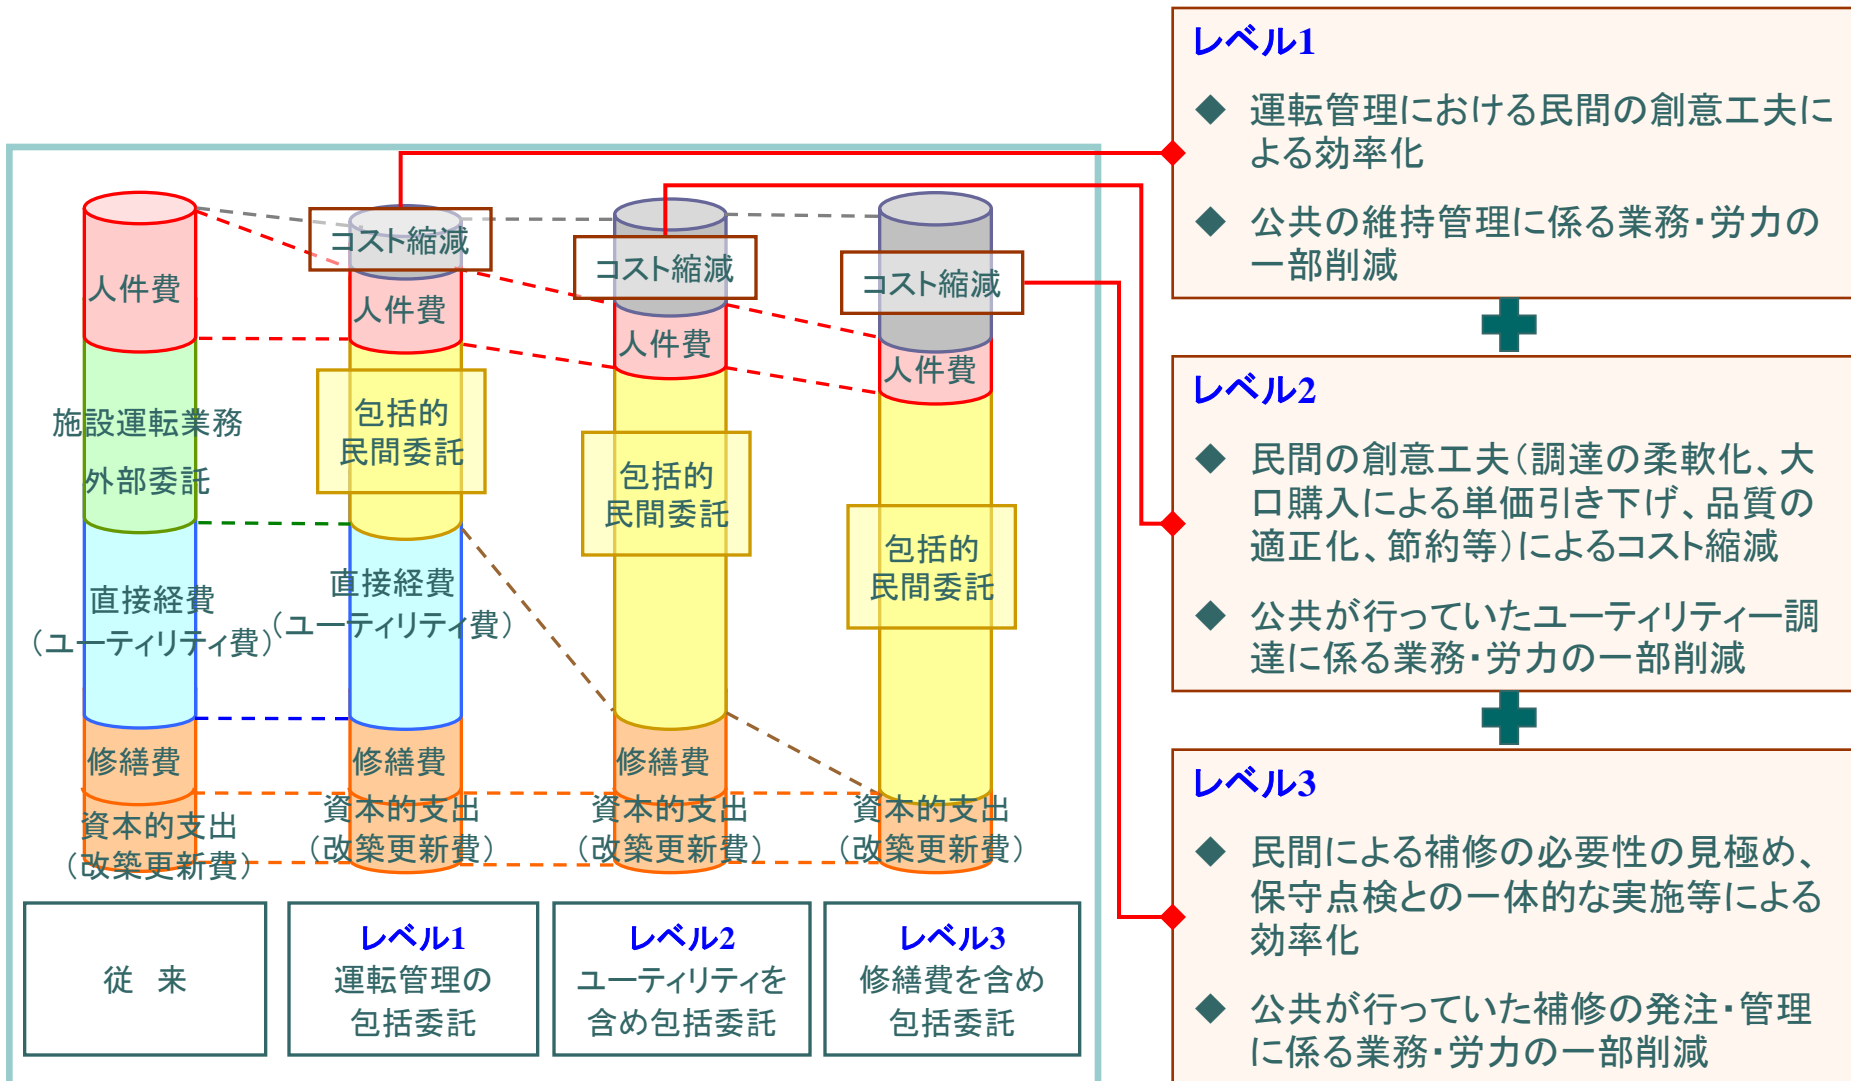 人件費
施設運転業務
外部委託
直接経費
（ユーティリティ費）
修繕費
資本的支出
（改築更新費）
従　来
コスト縮減
人件費
包括的
民間委託
直接経費
（ユーティリティ費）
修繕費
資本的支出
（改築更新費）
レベル1
運転管理の
包括委託
コスト縮減
人件費
包括的
民間委託
修繕費
資本的支出
（改築更新費）
レベル2
ユーティリティを
含め包括委託
コスト縮減
人件費
包括的
民間委託
資本的支出
（改築更新費）
レベル3
修繕費を含め
包括委託
レベル1
◆ 運転管理における民間の創意工夫に
よる効率化
◆ 公共の維持管理に係る業務・労力の
一部削減
レベル2
◆ 民間の創意工夫（調達の柔軟化、大
口購入による単価引き下げ、品質の
適正化、節約等）によるコスト縮減
◆ 公共が行っていたユーティリティー調
達に係る業務・労力の一部削減
レベル3
◆ 民間による補修の必要性の見極め、
保守点検との一体的な実施等による
効率化
◆ 公共が行っていた補修の発注・管理
に係る業務・労力の一部削減